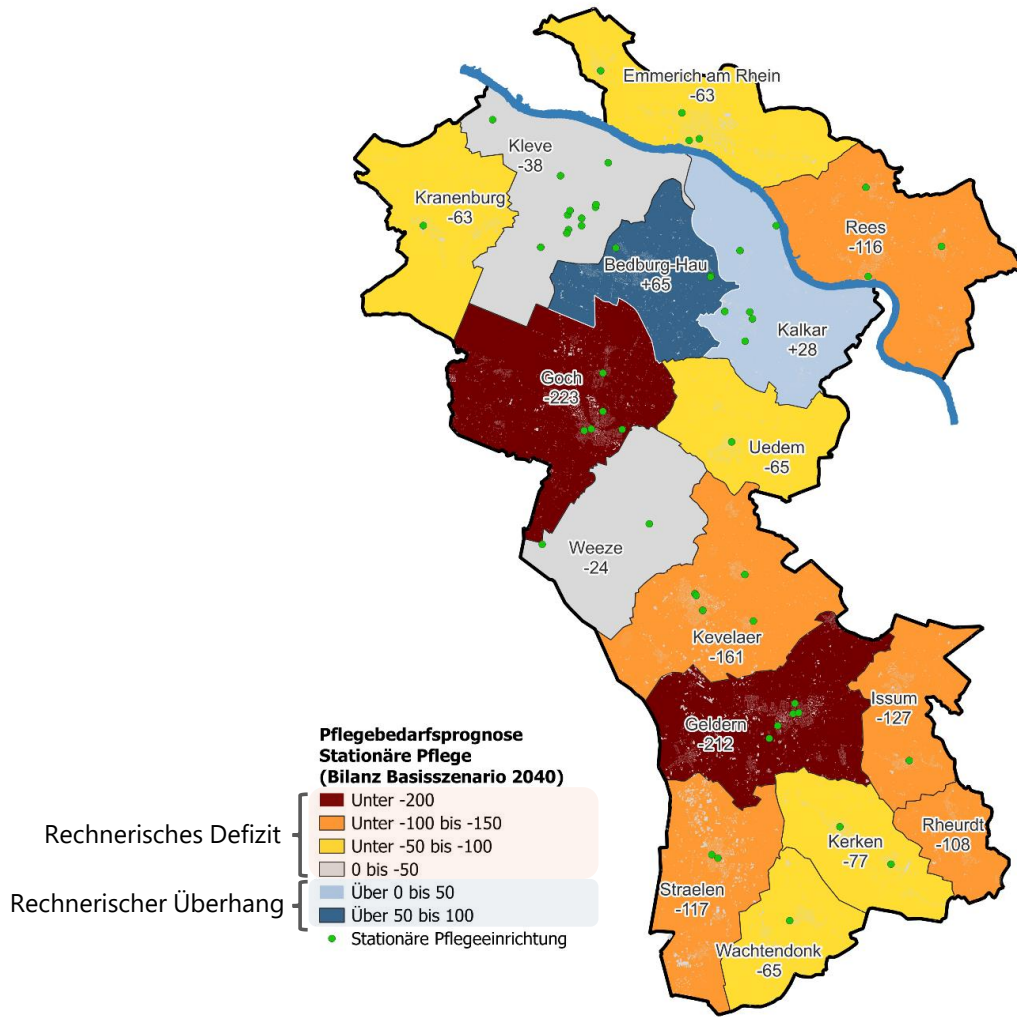 Emmerich am Rhein
-63
Kleve
-38
Kranenburg
-63
Rees
-116
Bedburg-Hau
+65
Kalkar
+28
Goch
-223
Uedem
-65
Weeze
-24
Kevelaer
-161
Issum
-127
Geldern
-212
Rheurdt
-108
Kerken
-77
Straelen
-117
Wachtendonk
-65
Pflegebedarfsprognose
Stationäre Pflege
(Bilanz Basisszenario 2040)
Rechnerisches Defizit
Unter -200
Unter -100 bis -150
Unter -50 bis -100
0 bis -50
Rechnerischer Überhang
Über 0 bis 50
Über 50 bis 100
Stationäre Pflegeeinrichtung